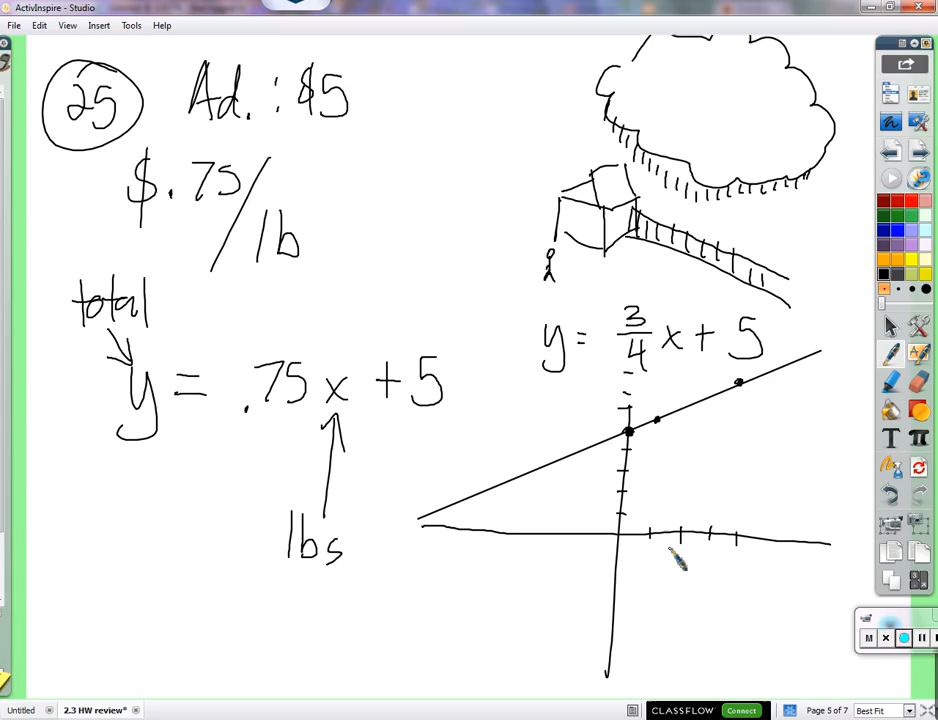 ActivInspire - Studio
File Edit View Insert Tools Help
25 Ad. : $5
$.75/lb
total
y = .75x + 5
lbs
y = 3/4 x + 5
M
Untitled
2.3 HW review*
CLASSFLOW Connect
Page 5 of 7
Best Fit